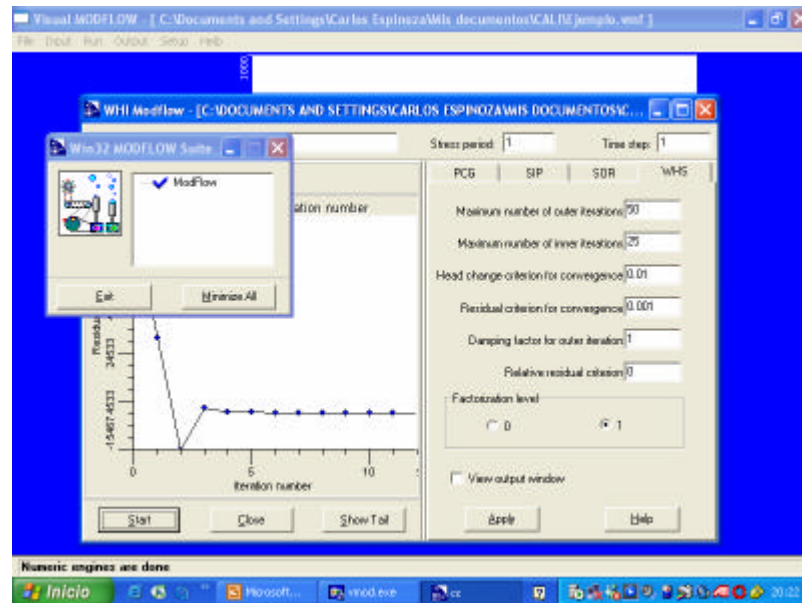 Visual MODFLOW - [ C:\Documents and Settings\Carlos Espinoza\Mis documentos\CALI\Ejemplo.vmf ]
File Input Run Output Setup Help
1000
WHI Modflow - [C:\DOCUMENTS AND SETTINGS\CARLOS ESPINOZA\MIS DOCUMENTOS\C...
Win32 MODFLOW Suite
ModFlow
Exit
Minimize All
Stress period: 1
Time step: 1
ation number
PCG SIP SOR WHS
Maximum number of outer iterations 50
Maximum number of inner iterations 25
Head change criterion for convergence 0.01
Residual criterion for convergence 0.001
Damping factor for outer iteration 1
Relative residual criterion 0
Factorization level
0 1
View output window
Apply Help
Residual
24533
-15467.4533
0 5 10
Iteration number
Start Close Show Tail
Numeric engines are done
Inicio Microsoft... vmod.exe cc 20:22